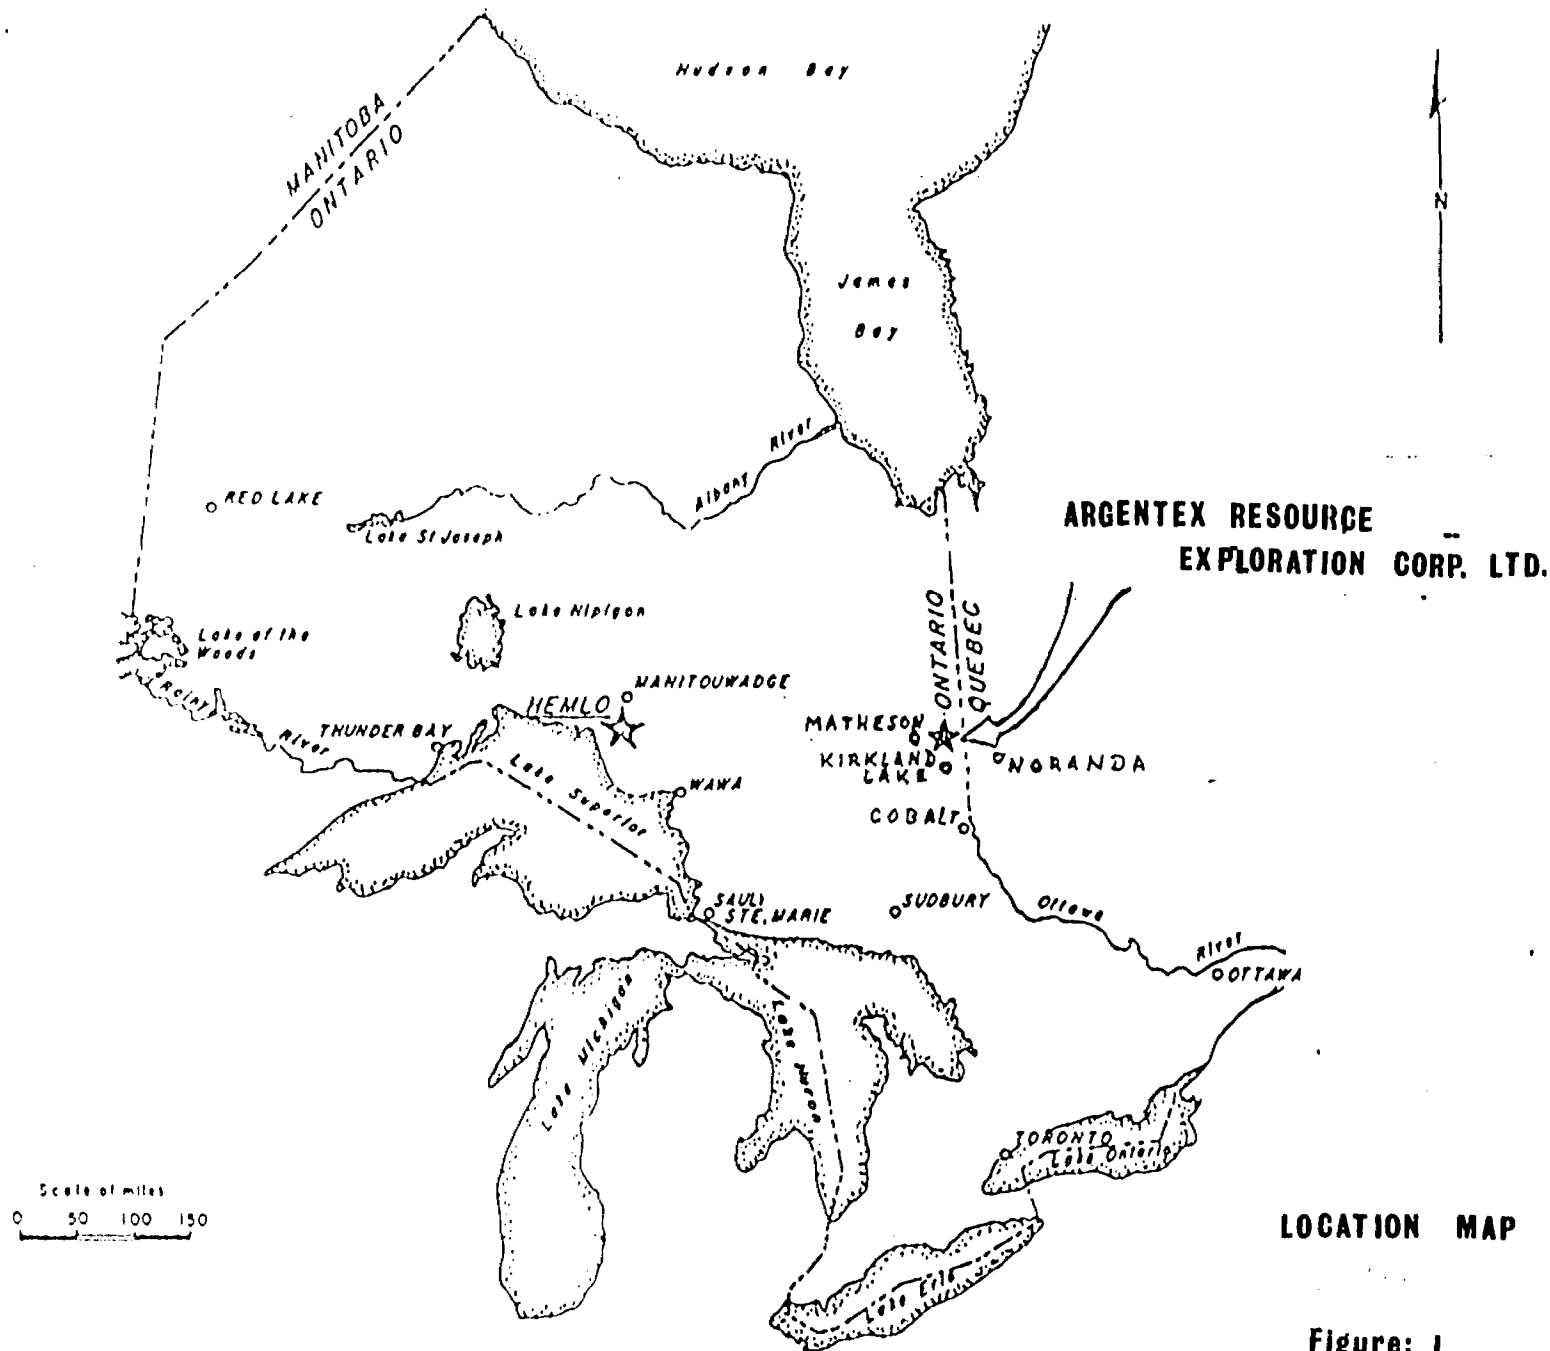 Hudson Bay
MANITOBA
ONTARIO
N
James
Bay
Albany River
RED LAKE
Lake St Joseph
ARGENTEX RESOURCE
EXPLORATION CORP. LTD.
ONTARIO
QUEBEC
Lake Nipigon
Lake of the
Woods
Rainy River
MANITOUWADGE
HEMLO
THUNDER BAY
MATHESON
KIRKLAND
LAKE
NORANDA
Lake Superior
WAWA
COBALT
SAULT
STE. MARIE
SUDBURY
Ottawa River
OTTAWA
Lake Michigan
Lake Huron
TORONTO
Lake Ontario
Scale of miles
0 50 100 150
LOCATION MAP
Lake Erie
Figure: 1